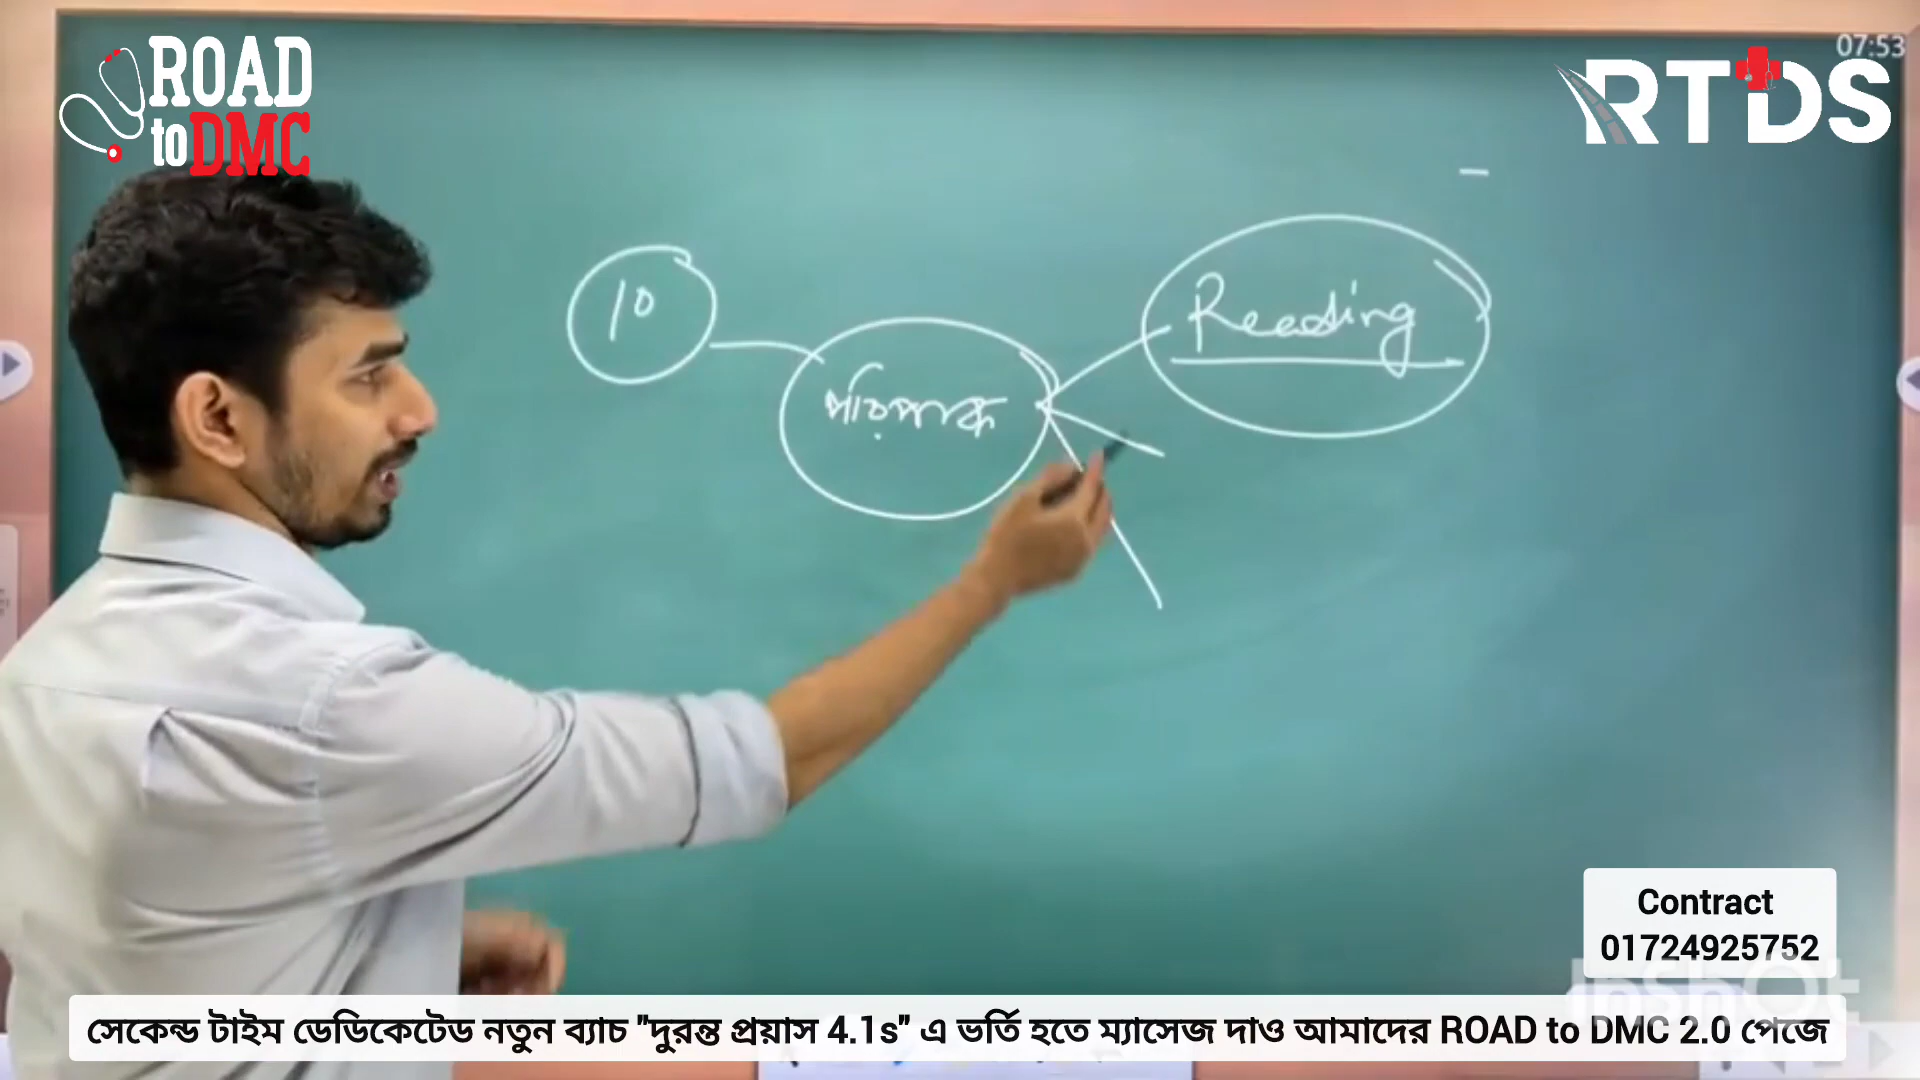 ROAD
to DMC
07:53
RTDS
10
পরিপাক
Reading
Contract
01724925752
InShot
সেকেন্ড টাইম ডেডিকেটেড নতুন ব্যাচ "দুরন্ত প্রয়াস 4.1s" এ ভর্তি হতে ম্যাসেজ দাও আমাদের ROAD to DMC 2.0 পেজে